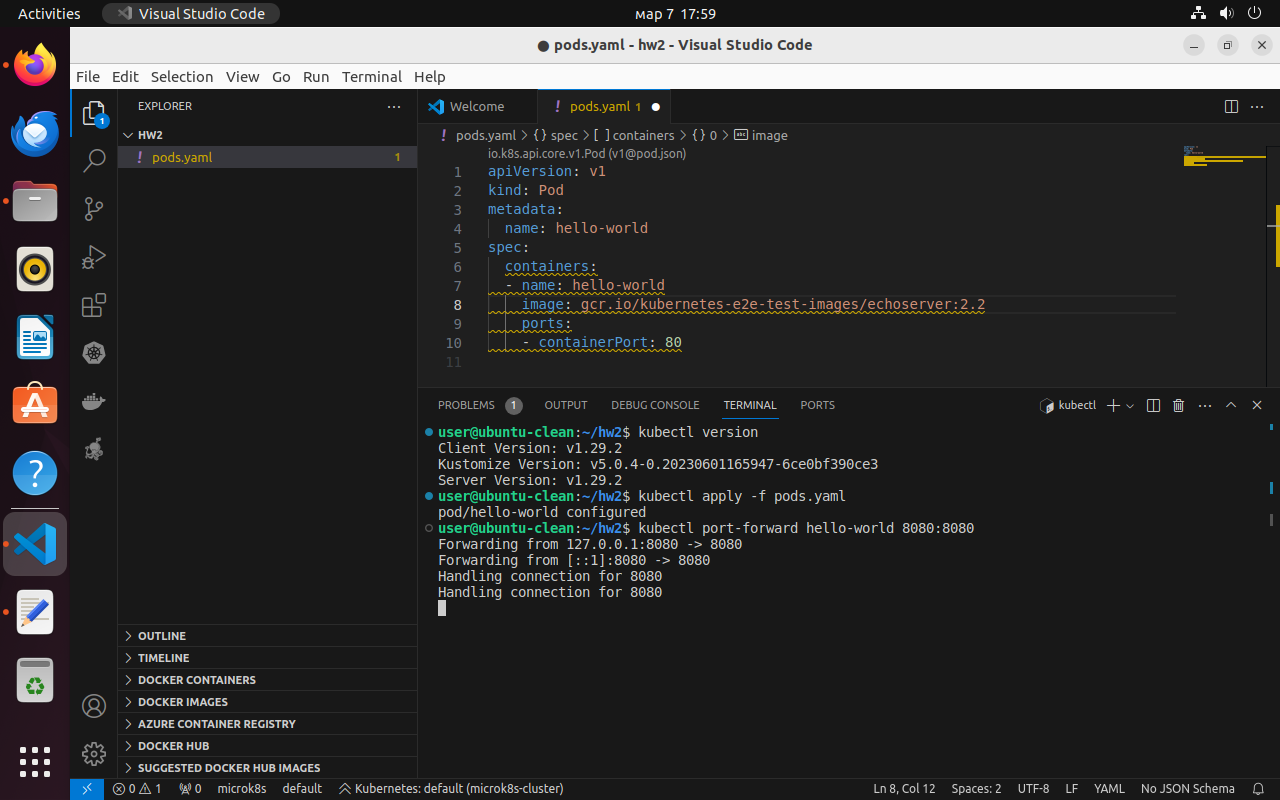 Activities
Visual Studio Code
мар 7 17:59
pods.yaml - hw2 - Visual Studio Code
File Edit Selection View Go Run Terminal Help
EXPLORER
1
HW2
! pods.yaml 1
OUTLINE
TIMELINE
DOCKER CONTAINERS
DOCKER IMAGES
AZURE CONTAINER REGISTRY
DOCKER HUB
SUGGESTED DOCKER HUB IMAGES
Welcome
! pods.yaml 1
! pods.yaml > {} spec > [ ] containers > {} 0 > abc image
io.k8s.api.core.v1.Pod (v1@pod.json)
1 apiVersion: v1
2 kind: Pod
3 metadata:
4 name: hello-world
5 spec:
6 containers:
7 - name: hello-world
8 image: gcr.io/kubernetes-e2e-test-images/echoserver:2.2
9 ports:
10 - containerPort: 80
11
PROBLEMS 1 OUTPUT DEBUG CONSOLE TERMINAL PORTS
kubectl
user@ubuntu-clean:~/hw2$ kubectl version
Client Version: v1.29.2
Kustomize Version: v5.0.4-0.20230601165947-6ce0bf390ce3
Server Version: v1.29.2
user@ubuntu-clean:~/hw2$ kubectl apply -f pods.yaml
pod/hello-world configured
user@ubuntu-clean:~/hw2$ kubectl port-forward hello-world 8080:8080
Forwarding from 127.0.0.1:8080 -> 8080
Forwarding from [::1]:8080 -> 8080
Handling connection for 8080
Handling connection for 8080
0 1 0 microk8s default Kubernetes: default (microk8s-cluster) Ln 8, Col 12 Spaces: 2 UTF-8 LF YAML No JSON Schema